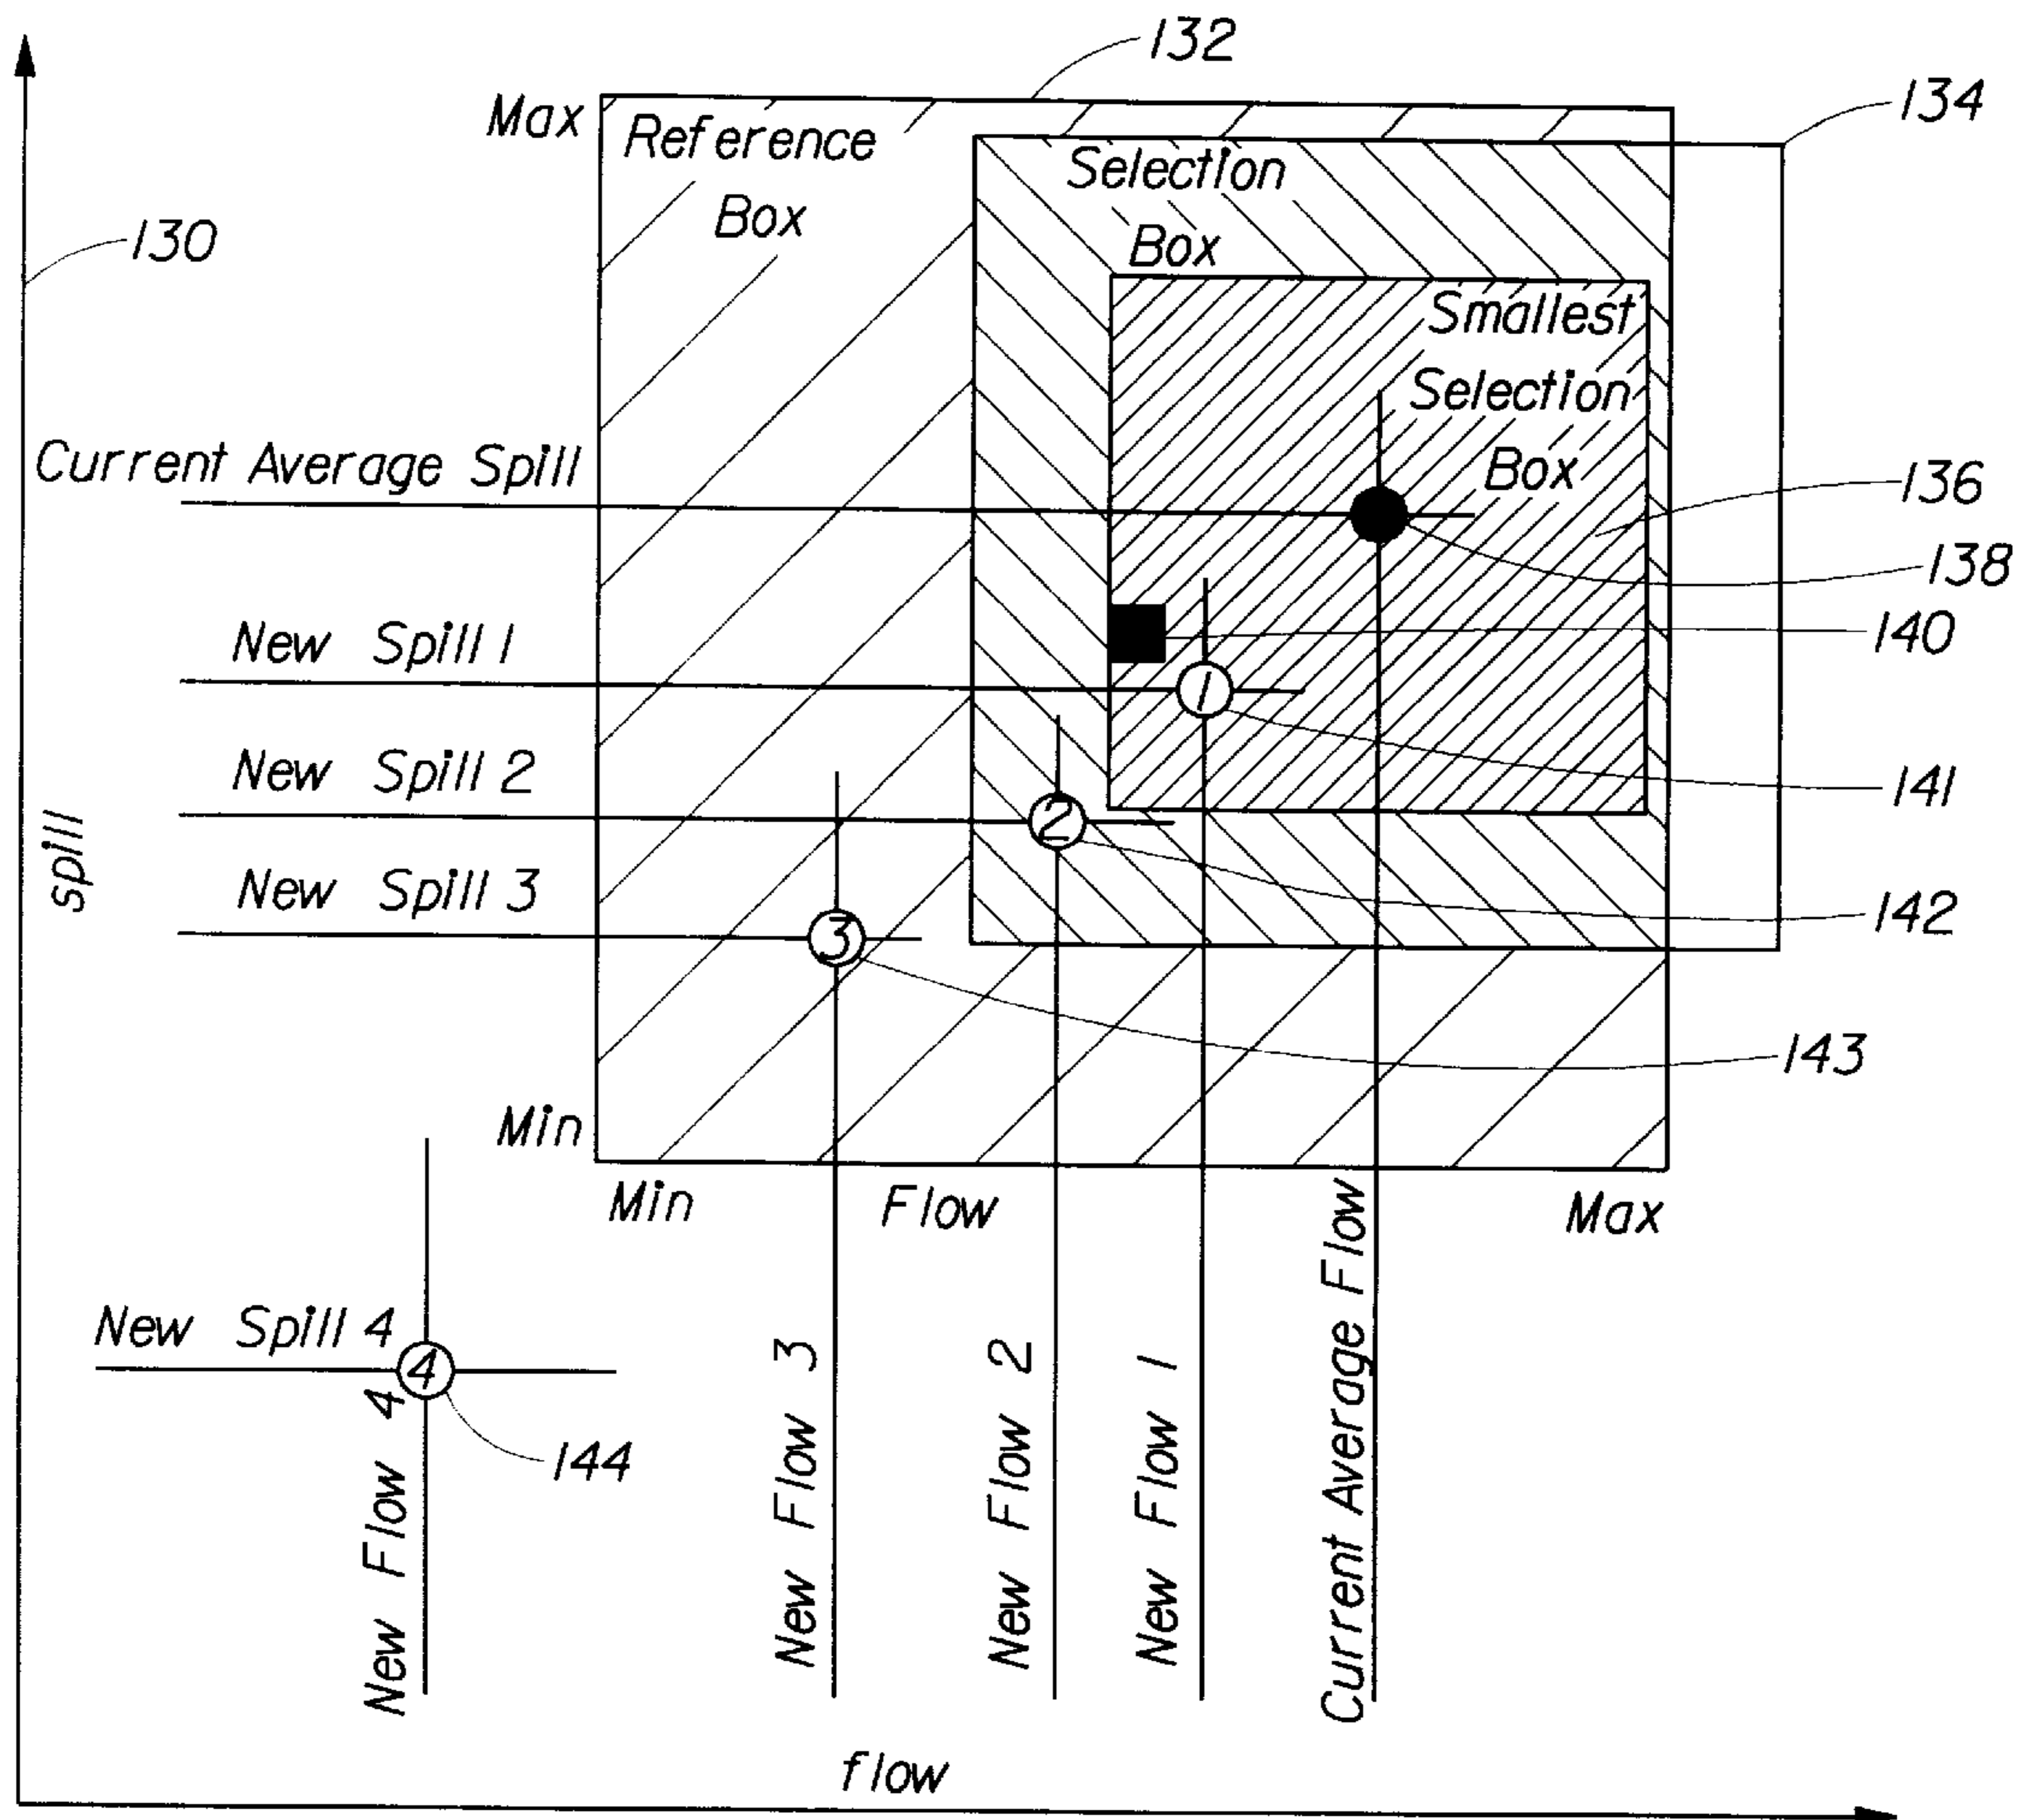 132
134
Max
Reference
Box
Selection
Box
130
Smallest
Selection
Box
Current Average Spill
136
138
New Spill 1
1
140
New Spill 2
2
141
spill
New Spill 3
3
142
143
Min
Min
Flow
Max
New Spill 4
4
144
New Flow 4
New Flow 3
New Flow 2
New Flow 1
Current Average Flow
flow